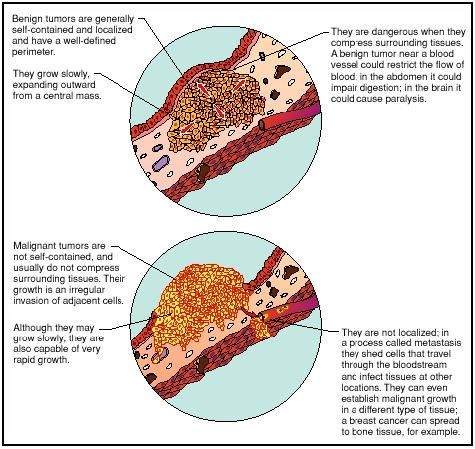 Benign tumors are generally
self-contained and localized
and have a well-defined
perimeter.
They grow slowly,
expanding outward
from a central mass.
They are dangerous when they
compress surrounding tissues.
A benign tumor near a blood
vessel could restrict the flow of
blood; in the abdomen it could
impair digestion; in the brain it
could cause paralysis.
Malignant tumors are
not self-contained, and
usually do not compress
surrounding tissues. Their
growth is an irregular
invasion of adjacent cells.
Although they may
grow slowly, they are
also capable of very
rapid growth.
They are not localized; in
a process called metastasis
they shed cells that travel
through the bloodstream
and infect tissues at other
locations. They can even
establish malignant growth
in a different type of tissue;
a breast cancer can spread
to bone tissue, for example.